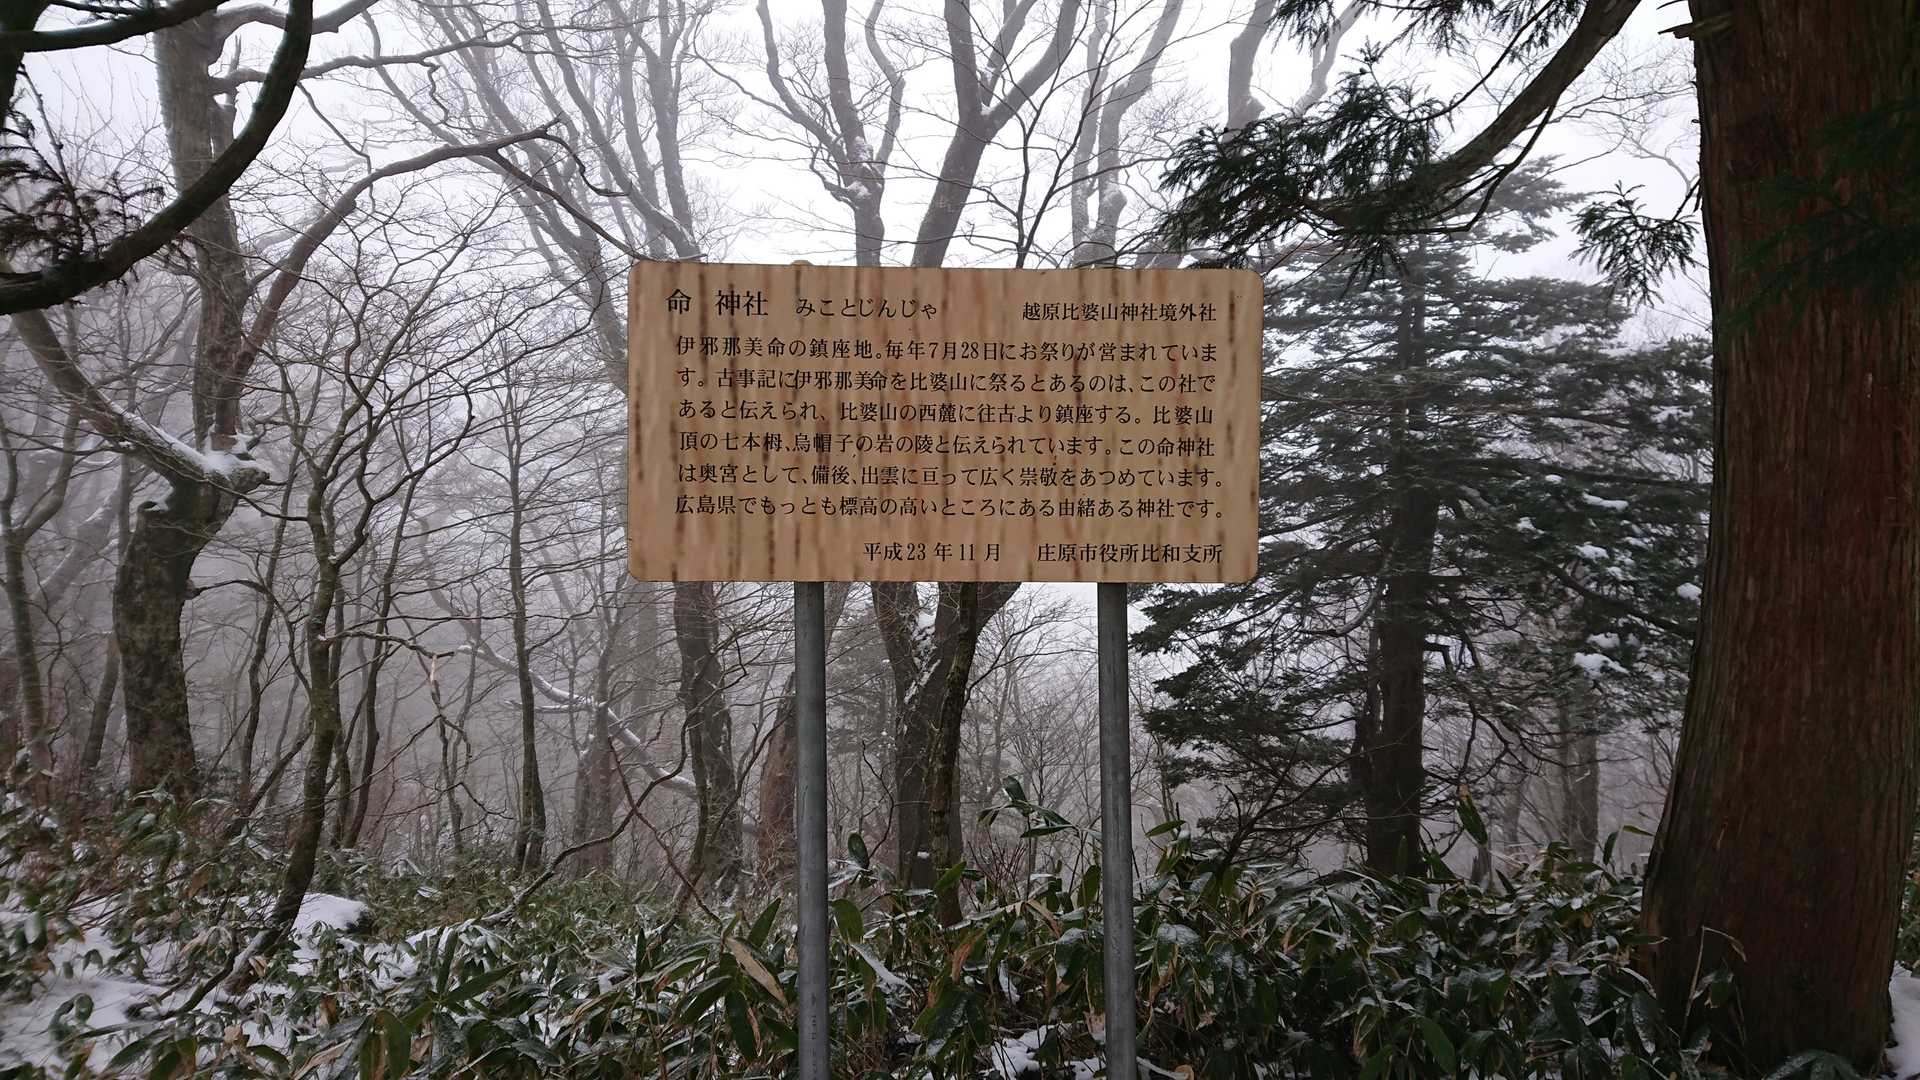 命 神社 みことじんじゃ 越原比婆山神社境外社
伊邪那美命の鎮座地。毎年7月28日にお祭りが営まれていま
す。古事記に伊邪那美命を比婆山に祭るとあるのは、この社で
あると伝えられ、比婆山の西麓に往古より鎮座する。比婆山
頂の七本栂、烏帽子の岩の陵と伝えられています。この命神社
は奥宮として、備後、出雲に亘って広く崇敬をあつめています。
広島県でもっとも標高の高いところにある由緒ある神社です。
平成23年11月 庄原市役所比和支所